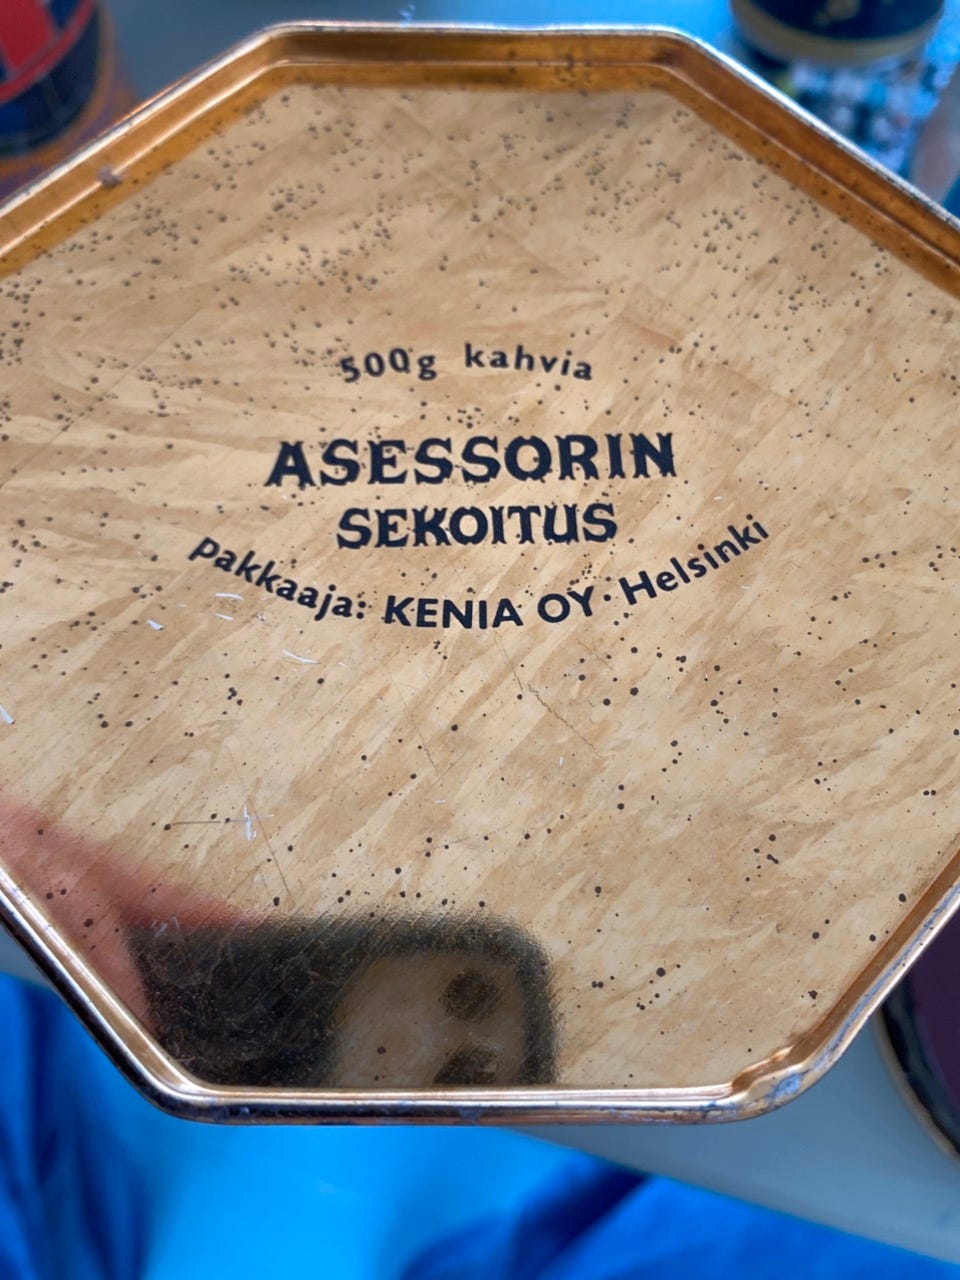 500g kahvia
ASESSORIN
SEKOITUS
Pakkaaja: KENIA OY · Helsinki